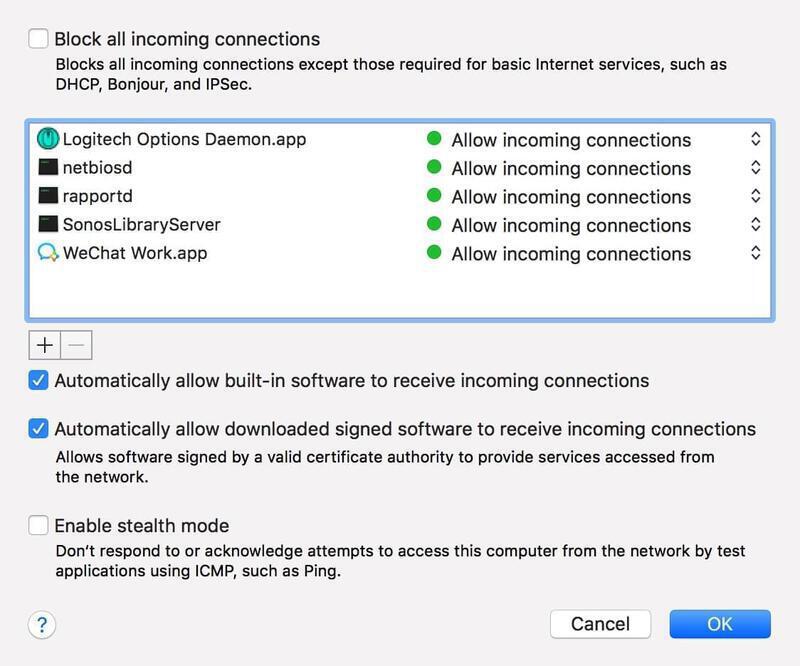 Block all incoming connections
Blocks all incoming connections except those required for basic Internet services, such as
DHCP, Bonjour, and IPSec.
Logitech Options Daemon.app Allow incoming connections
netbiosd Allow incoming connections
rapportd Allow incoming connections
SonosLibraryServer Allow incoming connections
WeChat Work.app Allow incoming connections
+ −
Automatically allow built-in software to receive incoming connections
Automatically allow downloaded signed software to receive incoming connections
Allows software signed by a valid certificate authority to provide services accessed from
the network.
Enable stealth mode
Don’t respond to or acknowledge attempts to access this computer from the network by test
applications using ICMP, such as Ping.
? Cancel OK